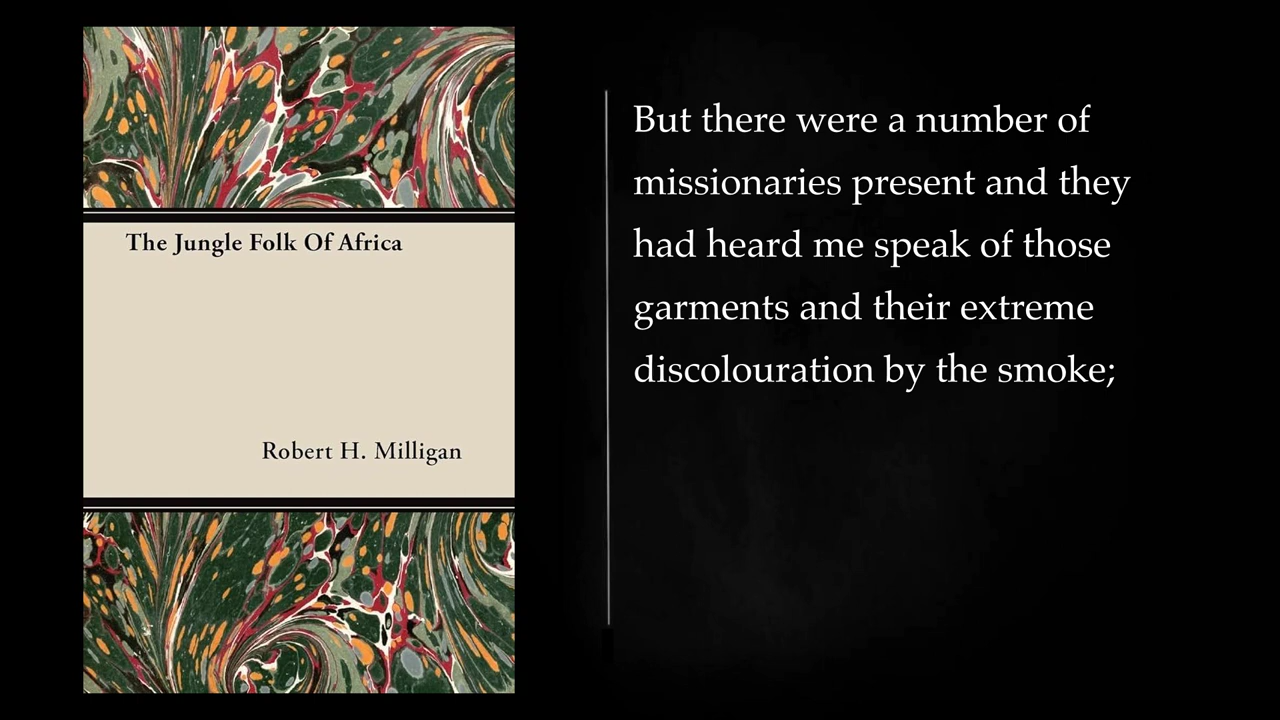 The Jungle Folk Of Africa
Robert H. Milligan
But there were a number of
missionaries present and they
had heard me speak of those
garments and their extreme
discolouration by the smoke;